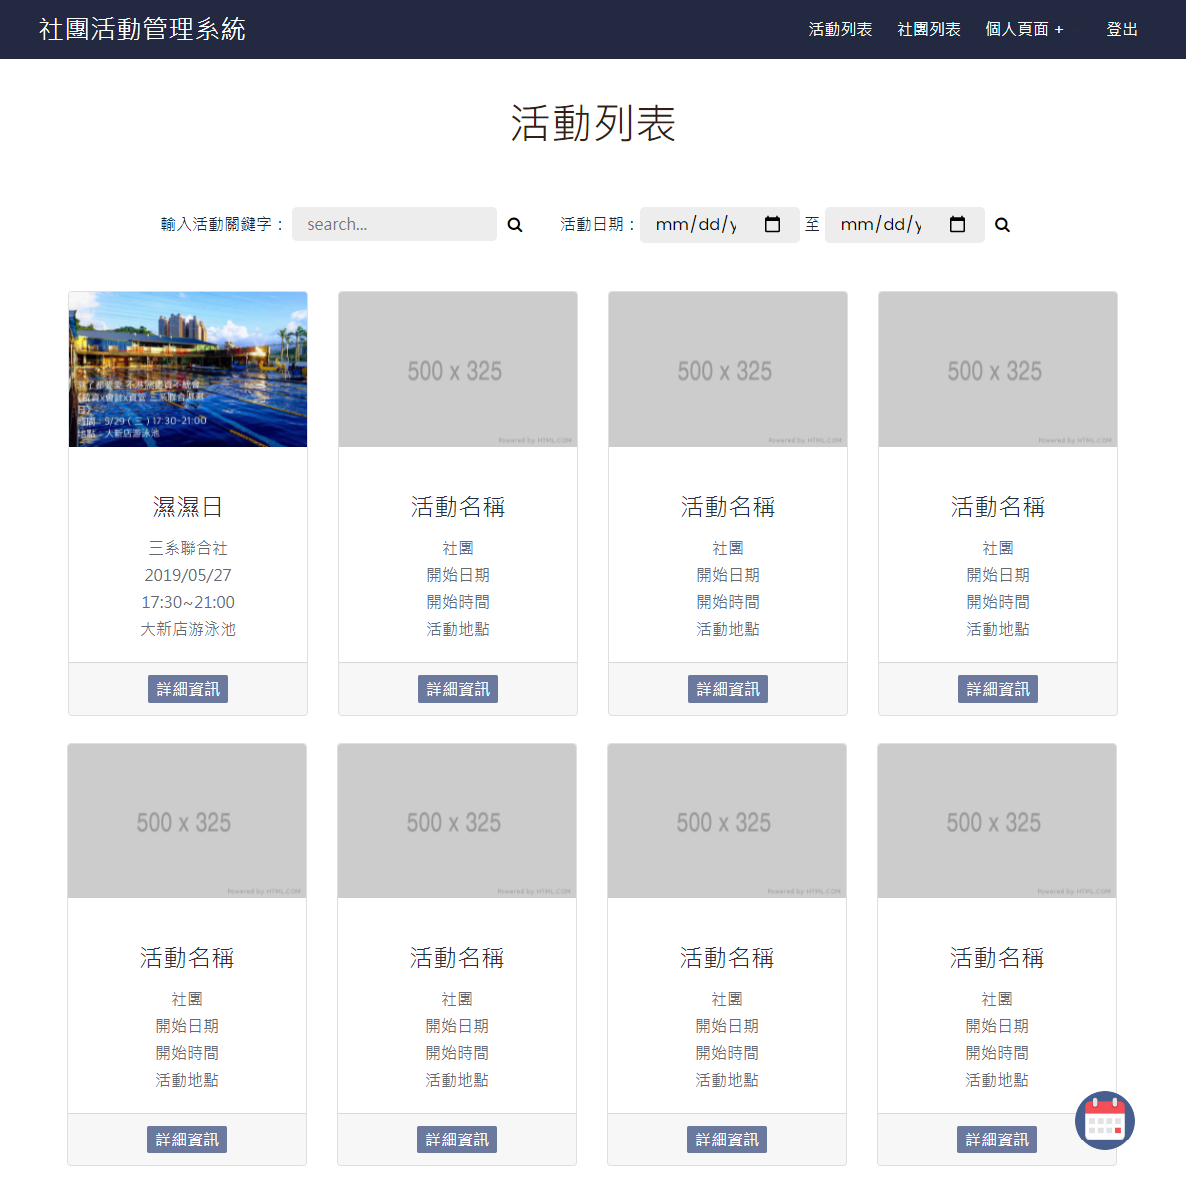 社團活動管理系統
活動列表 社團列表 個人頁面 + 登出
活動列表
輸入活動關鍵字： search... 活動日期： mm/dd/y 至 mm/dd/y
時間：9/29 ( 三 ) 17:30-21:00
地點：大新店游泳池
500 x 325
Powered by HTML.COM
500 x 325
Powered by HTML.COM
500 x 325
Powered by HTML.COM
濕濕日
三系聯合社
2019/05/27
17:30~21:00
大新店游泳池
詳細資訊
活動名稱
社團
開始日期
開始時間
活動地點
詳細資訊
活動名稱
社團
開始日期
開始時間
活動地點
詳細資訊
活動名稱
社團
開始日期
開始時間
活動地點
詳細資訊
500 x 325
Powered by HTML.COM
活動名稱
社團
開始日期
開始時間
活動地點
詳細資訊
500 x 325
Powered by HTML.COM
活動名稱
社團
開始日期
開始時間
活動地點
詳細資訊
500 x 325
Powered by HTML.COM
活動名稱
社團
開始日期
開始時間
活動地點
詳細資訊
500 x 325
Powered by HTML.COM
活動名稱
社團
開始日期
開始時間
活動地點
詳細資訊